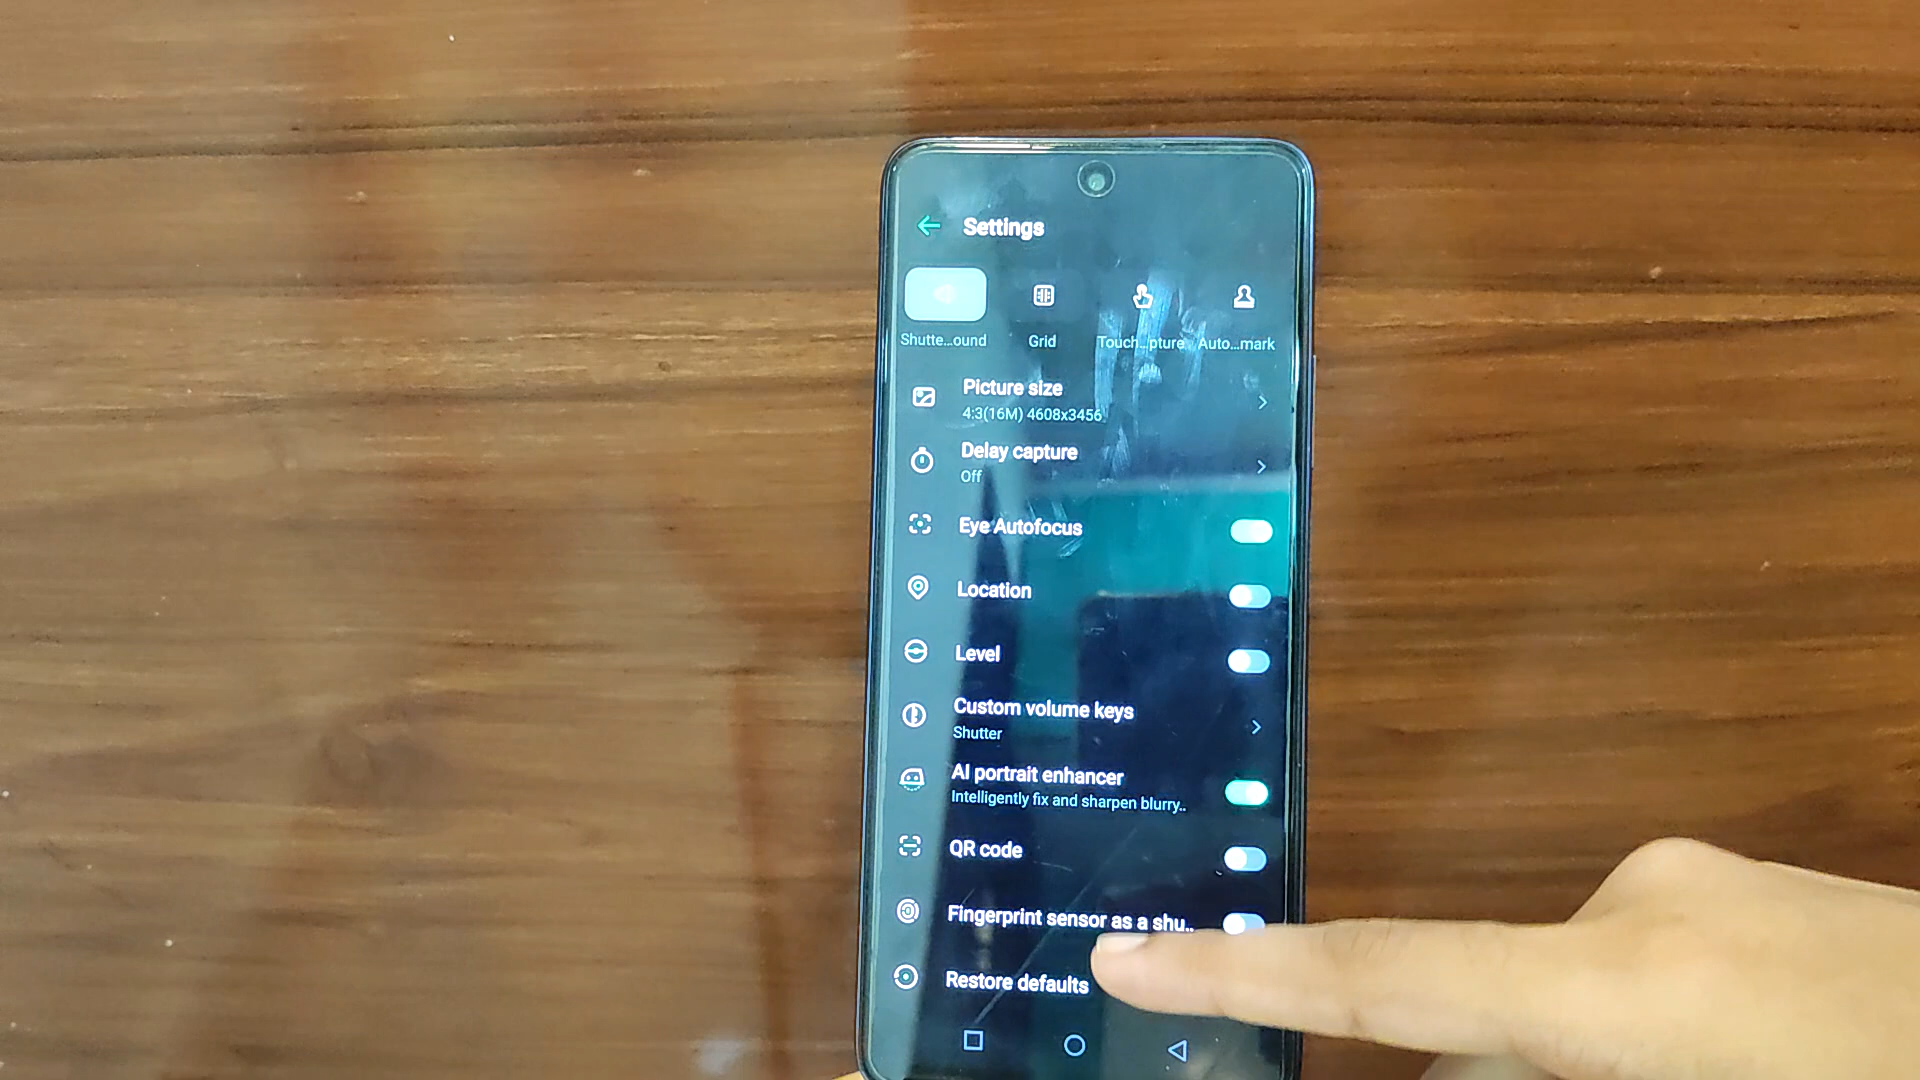 Settings
Shutte...ound
Grid
Touch...pture
Auto...mark
Picture size
4:3(16M) 4608x3456
Delay capture
Off
Eye Autofocus
Location
Level
Custom volume keys
Shutter
AI portrait enhancer
Intelligently fix and sharpen blurry..
QR code
Fingerprint sensor as a shu..
Restore defaults